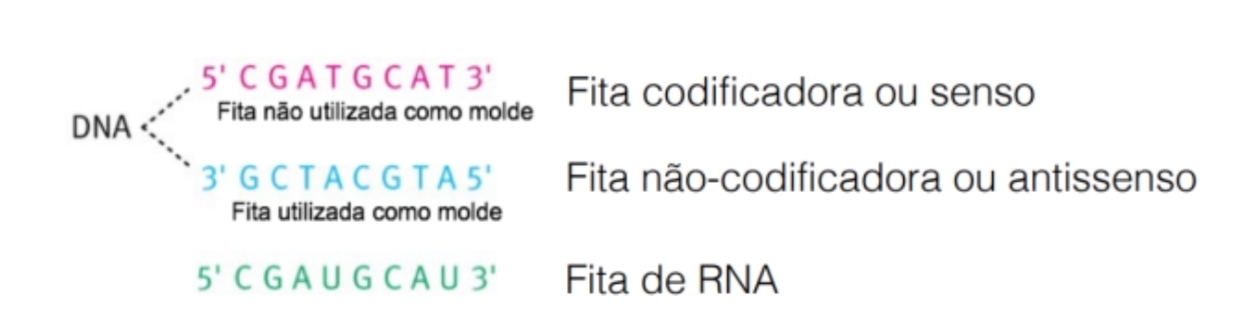 5' C G A T G C A T 3'
Fita codificadora ou senso
Fita não utilizada como molde
DNA
3' G C T A C G T A 5'
Fita não-codificadora ou antissenso
Fita utilizada como molde
5' C G A U G C A U 3'
Fita de RNA